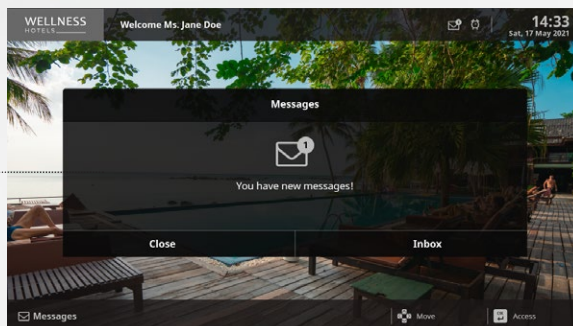 WELLNESS
HOTELS
Welcome Ms. Jane Doe
14:33
Sat, 17 May 2021
Messages
1
You have new messages!
Close
Inbox
Messages
Move
OK
Access